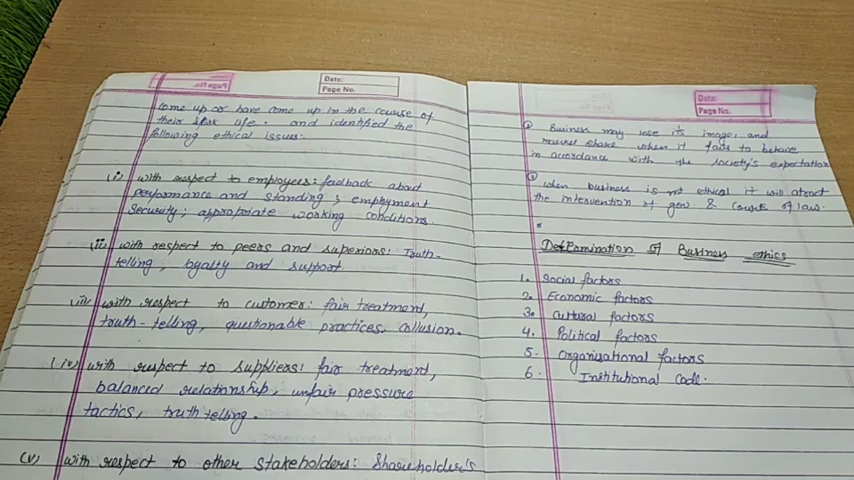 Date:
Page No.
come up or have come up in the course of
their life. and identified the
following ethical issues:
(i) with respect to employees: feedback about
performance and standing; employment
Security; appropriate working conditions.
(ii) with respect to peers and superiors: Truth-
telling, loyalty and support.
(iii) with respect to customer: fair treatment,
truth-telling, questionable practices, collusion.
(iv) with respect to suppliers: fair treatment,
balanced relationship, unfair pressure
tactics, truth telling.
(v) with respect to other stakeholders: Shareholder's
Date:
Page No.
Business may lose its image, and
market share when it fails to behave
in accordance with the society's expectation
③ when business is not ethical it will atract
the intervention of gov & courts of law.
Determination of Business ethics
1. Social factors
2. Economic factors
3. Cultural factors
4. Political factors
5. Organisational factors
6. Institutional Code.